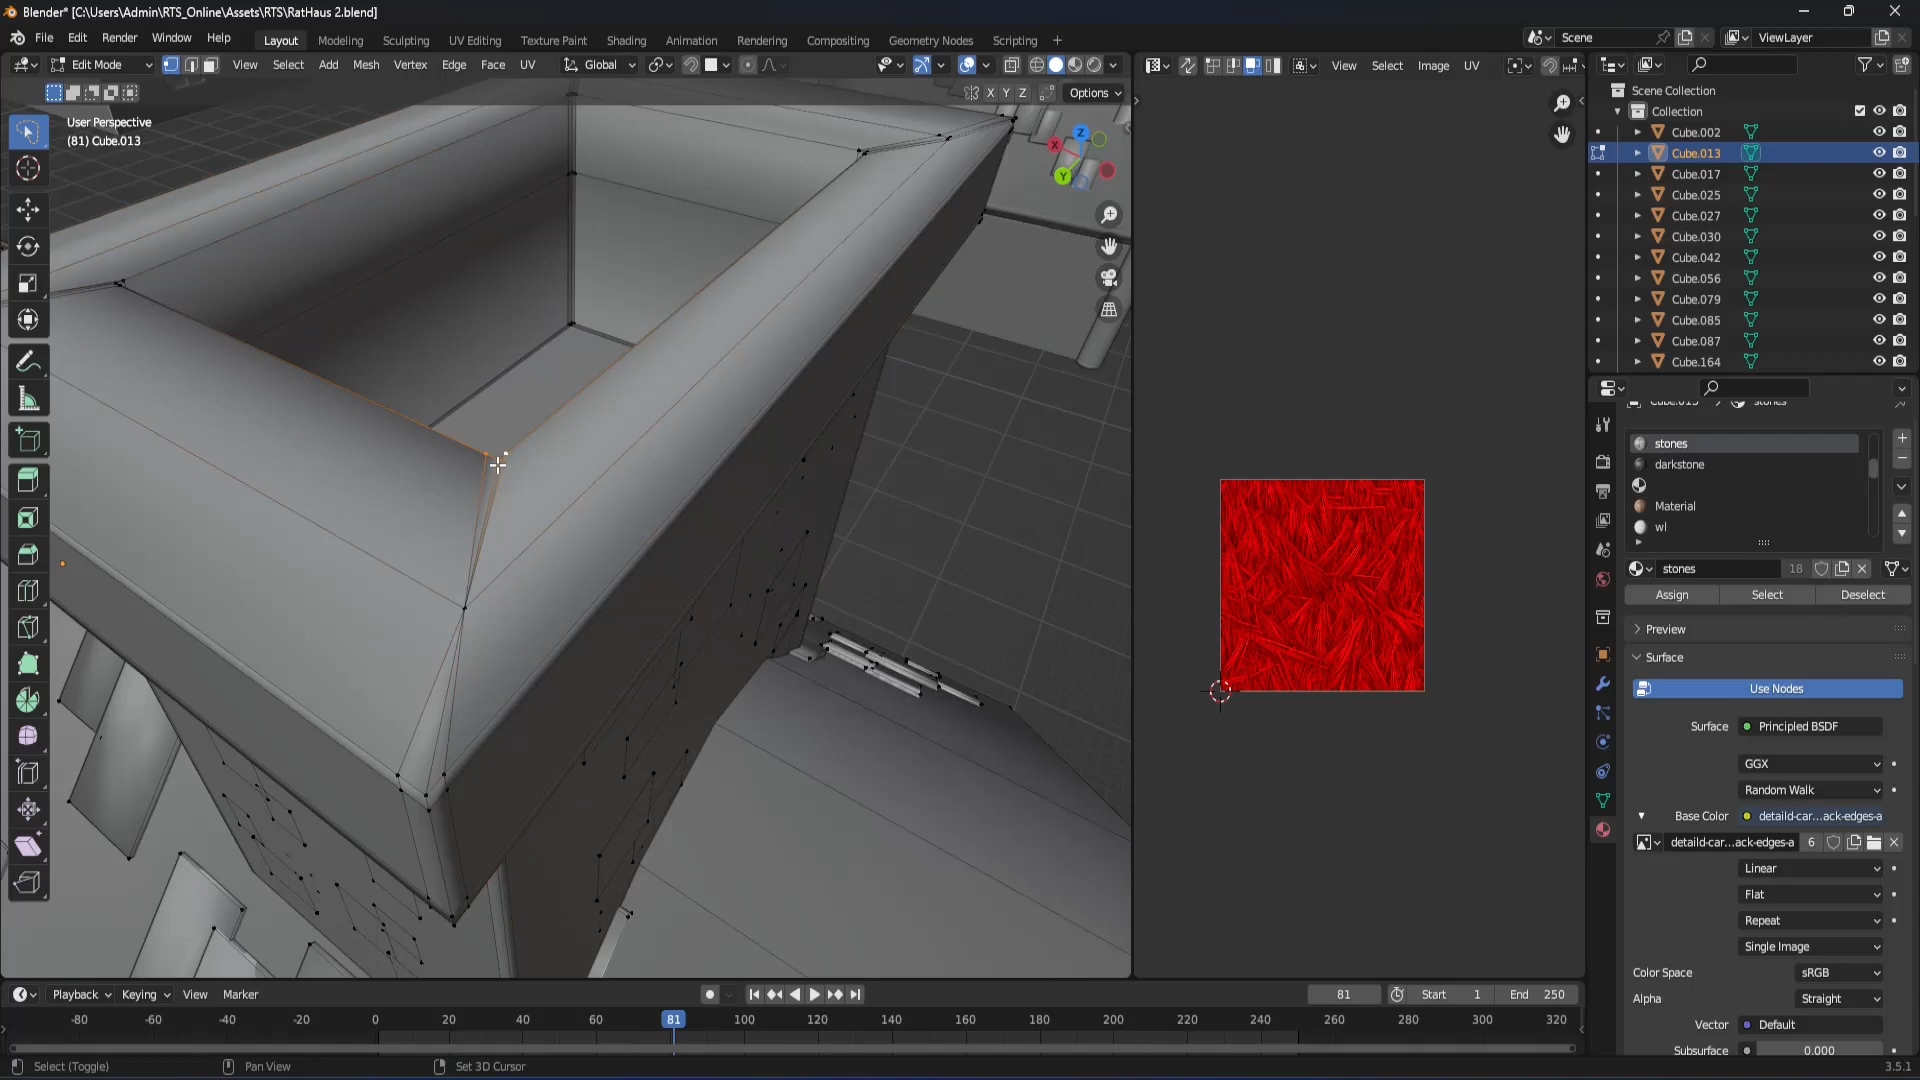 Blender* [C:\Users\Admin\RTS_Online\Assets\RTS\RatHaus 2.blend]
File Edit Render Window Help
Layout Modeling Sculpting UV Editing Texture Paint Shading Animation Rendering Compositing Geometry Nodes Scripting +
Scene
ViewLayer
Edit Mode View Select Add Mesh Vertex Edge Face UV
Global
View Select Image UV
X Y Z
Options
User Perspective
(81) Cube.013
Z
X
Y
Scene Collection
Collection
Cube.002
Cube.013
Cube.017
Cube.025
Cube.027
Cube.030
Cube.042
Cube.056
Cube.079
Cube.085
Cube.087
Cube.164
Cube.013 > stones
stones
darkstone
Material
wl
stones 18
Assign Select Deselect
Preview
Surface
Use Nodes
Surface Principled BSDF
GGX
Random Walk
Base Color detaild-car...ack-edges-a
detaild-car...ack-edges-a 6
Linear
Flat
Repeat
Single Image
Color Space sRGB
Alpha Straight
Vector Default
Subsurface 0.000
Playback Keying View Marker
81 Start 1 End 250
-80 -60 -40 -20 0 20 40 60 81 100 120 140 160 180 200 220 240 260 280 300 320
Select (Toggle) Pan View Set 3D Cursor
3.5.1